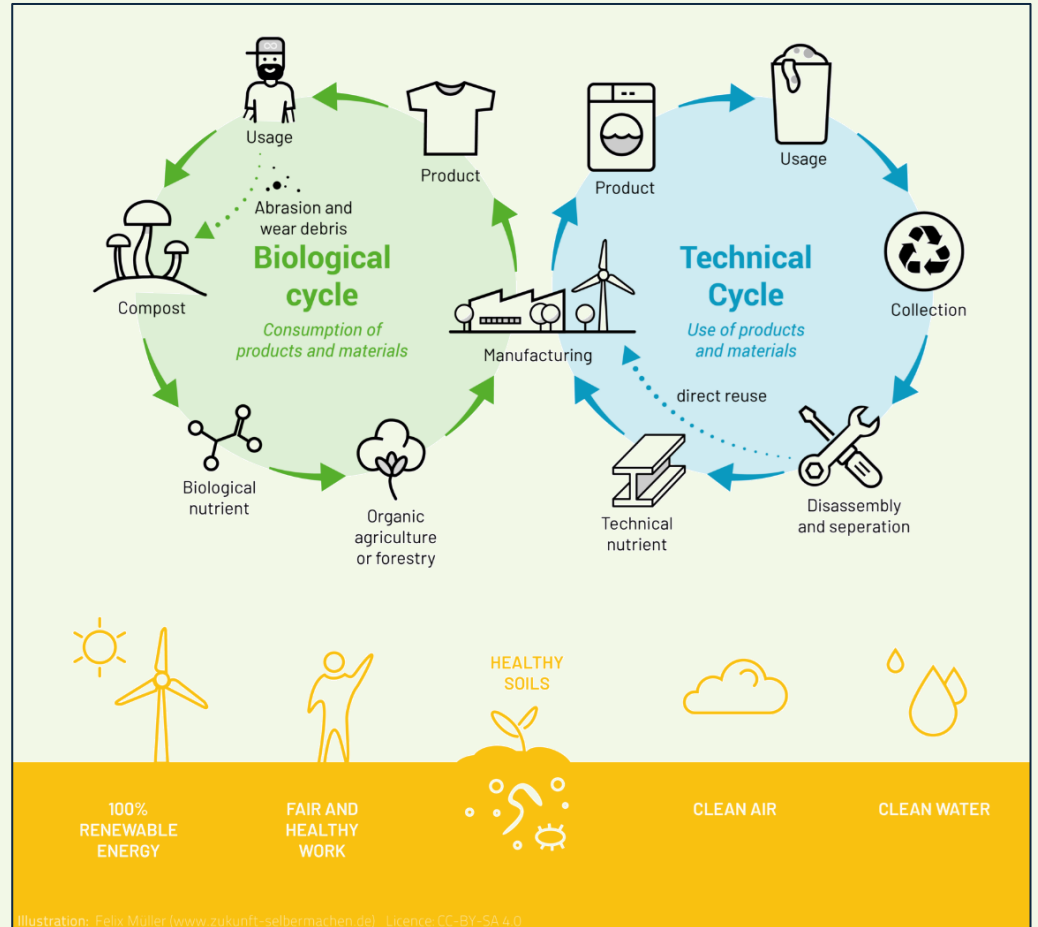 CO
Usage
Product
Abrasion and
wear debris
Compost
Biological
cycle
Consumption of
products and materials
Biological
nutrient
Organic
agriculture
or forestry
Manufacturing
Product
Usage
Technical
Cycle
Use of products
and materials
Collection
direct reuse
Technical
nutrient
Disassembly
and seperation
HEALTHY
SOILS
100%
RENEWABLE
ENERGY
FAIR AND
HEALTHY
WORK
CLEAN AIR
CLEAN WATER
Illustration: Felix Müller (www.zukunft-selbermachen.de) Licence: CC-BY-SA 4.0